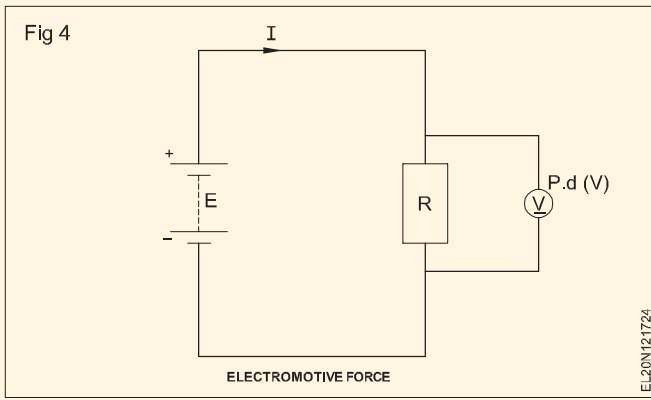 Fig 4
I
+
E
–
R
P.d (V)
V
ELECTROMOTIVE FORCE
EL20N121724